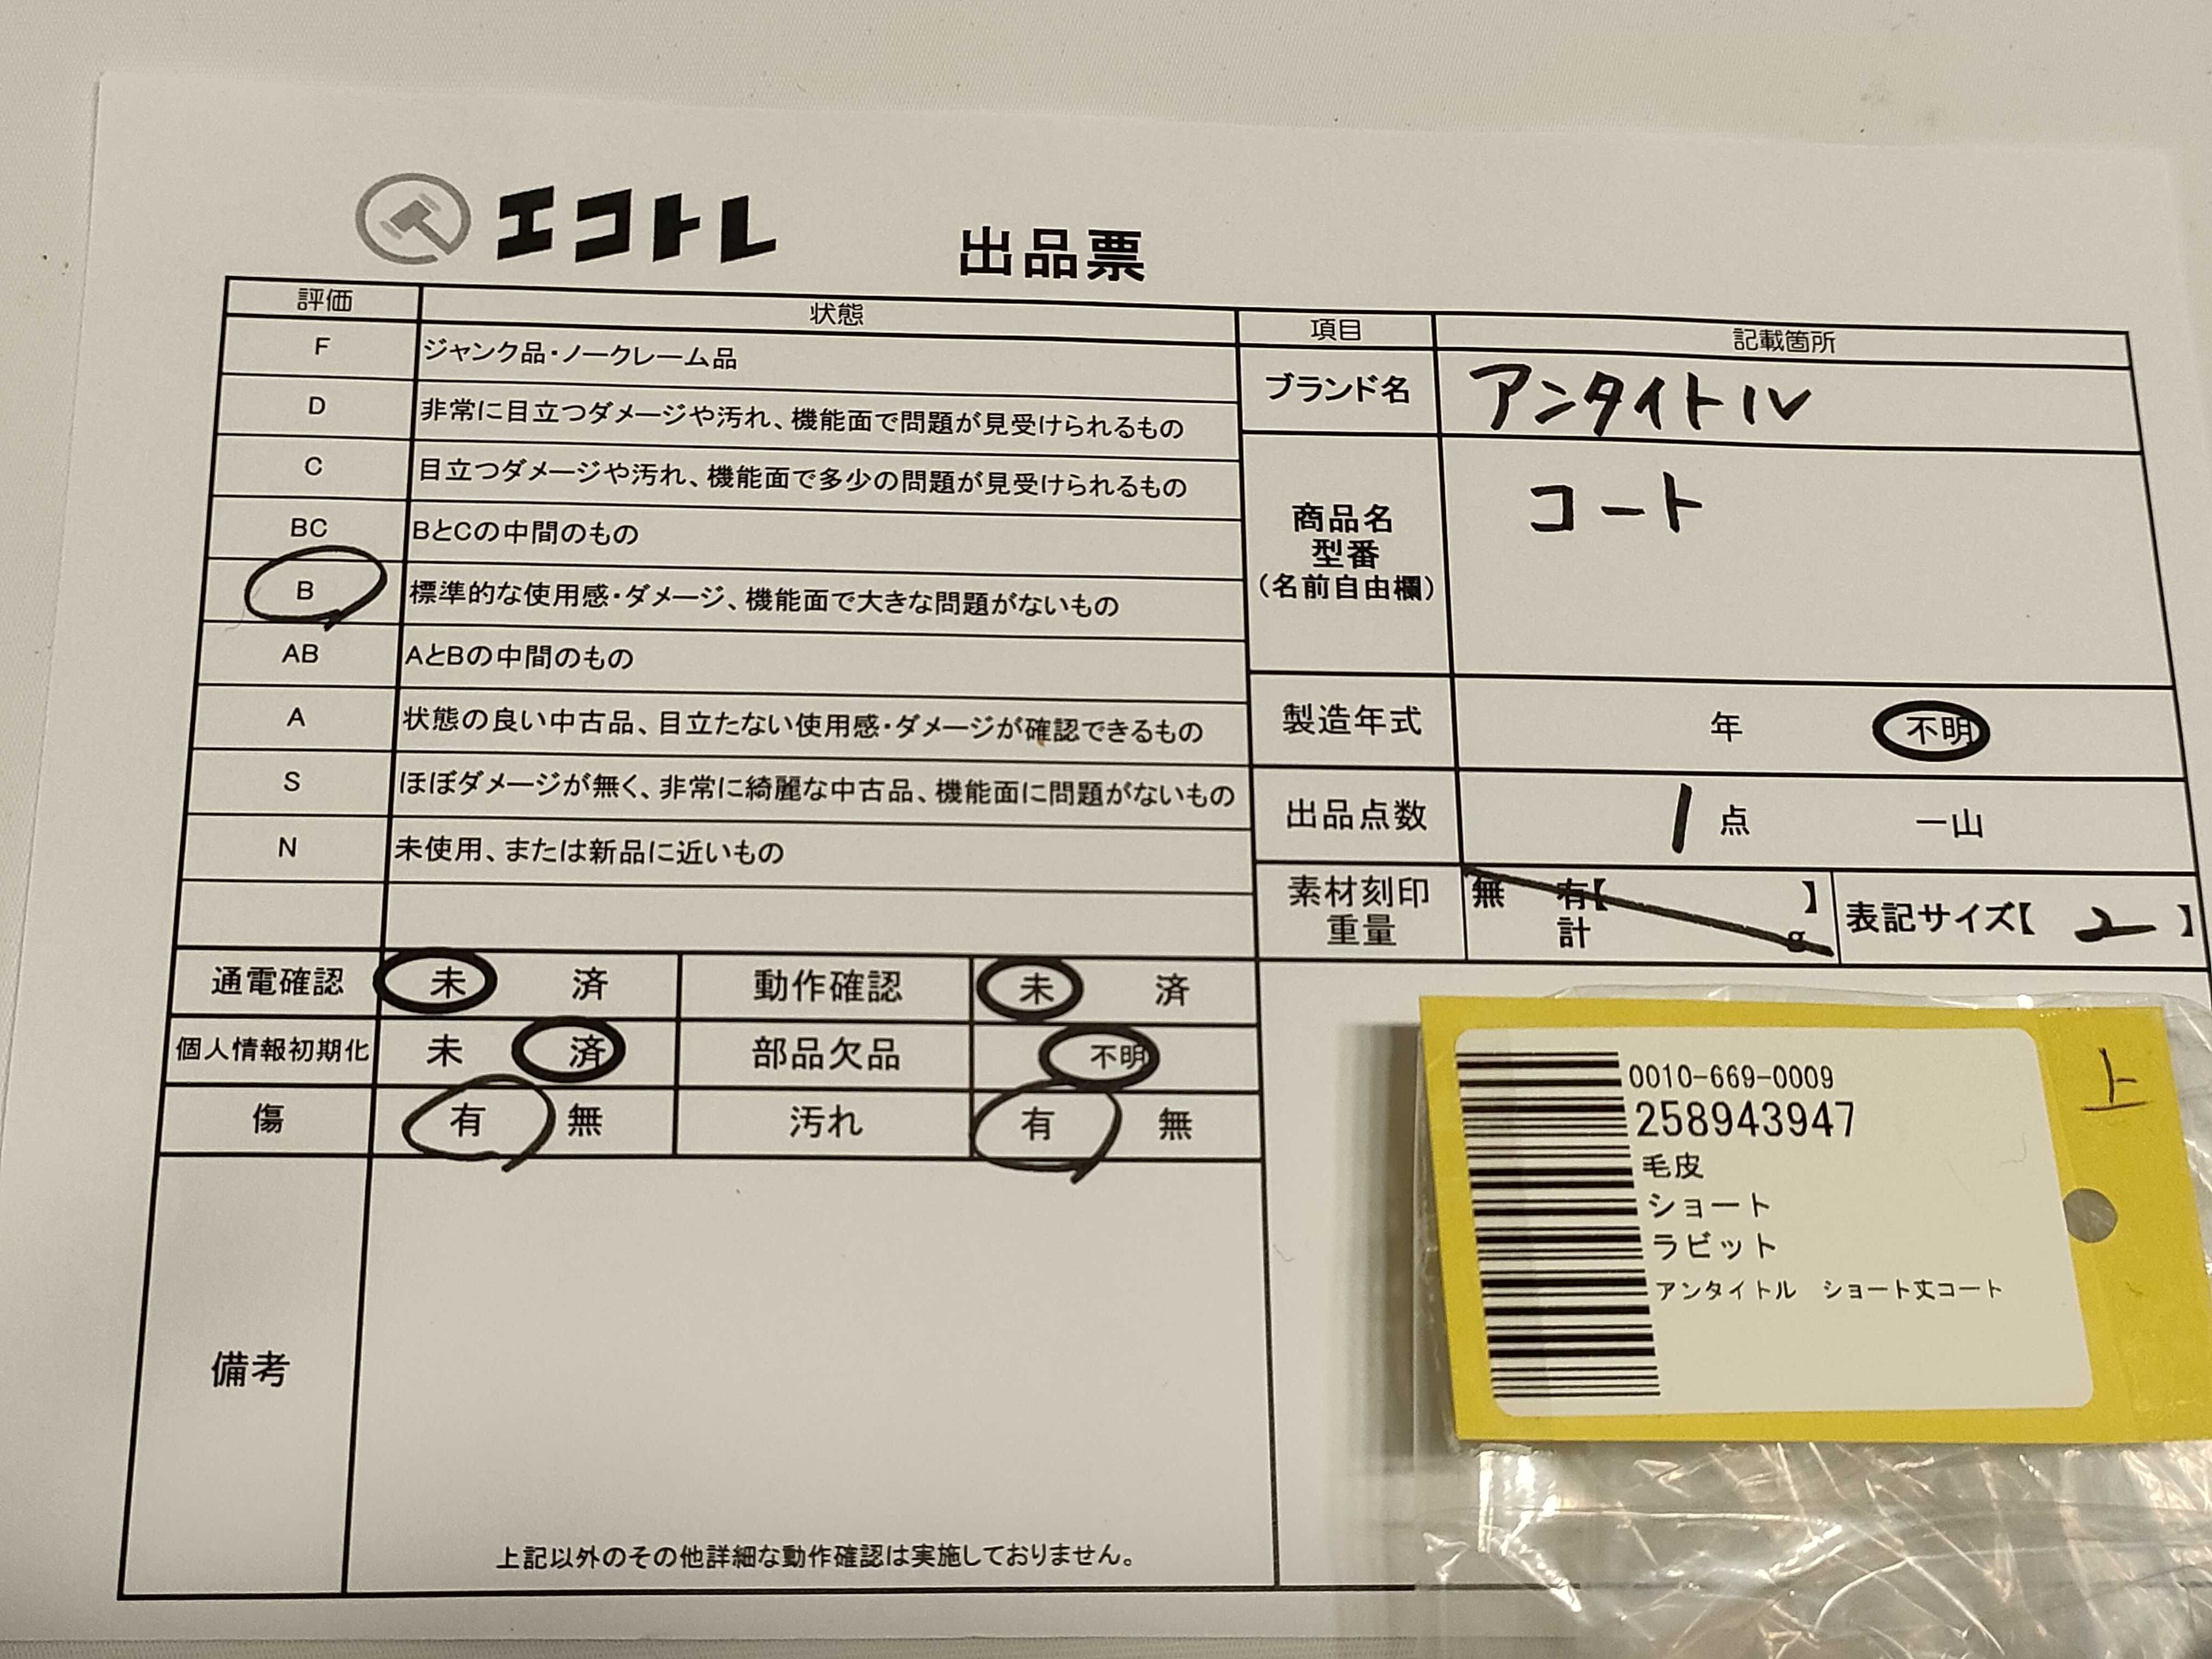 エコトレ
出品票
評価 状態
F ジャンク品・ノークレーム品
D 非常に目立つダメージや汚れ、機能面で問題が見受けられるもの
C 目立つダメージや汚れ、機能面で多少の問題が見受けられるもの
BC BとCの中間のもの
B 標準的な使用感・ダメージ、機能面で大きな問題がないもの
AB AとBの中間のもの
A 状態の良い中古品、目立たない使用感・ダメージが確認できるもの
S ほぼダメージが無く、非常に綺麗な中古品、機能面に問題がないもの
N 未使用、または新品に近いもの
項目 記載箇所
ブランド名 アンタイトル
商品名
型番
(名前自由欄)
コート
製造年式 年 不明
出品点数 1 点 一山
素材刻印
重量
無 有【 】
計 g
表記サイズ【 2 】
通電確認 未 済 動作確認 未 済
個人情報初期化 未 済 部品欠品 不明
傷 有 無 汚れ 有 無
備考
上記以外のその他詳細な動作確認は実施しておりません。
0010-669-0009
258943947
毛皮
ショート
ラビット
アンタイトル ショート丈コート
上